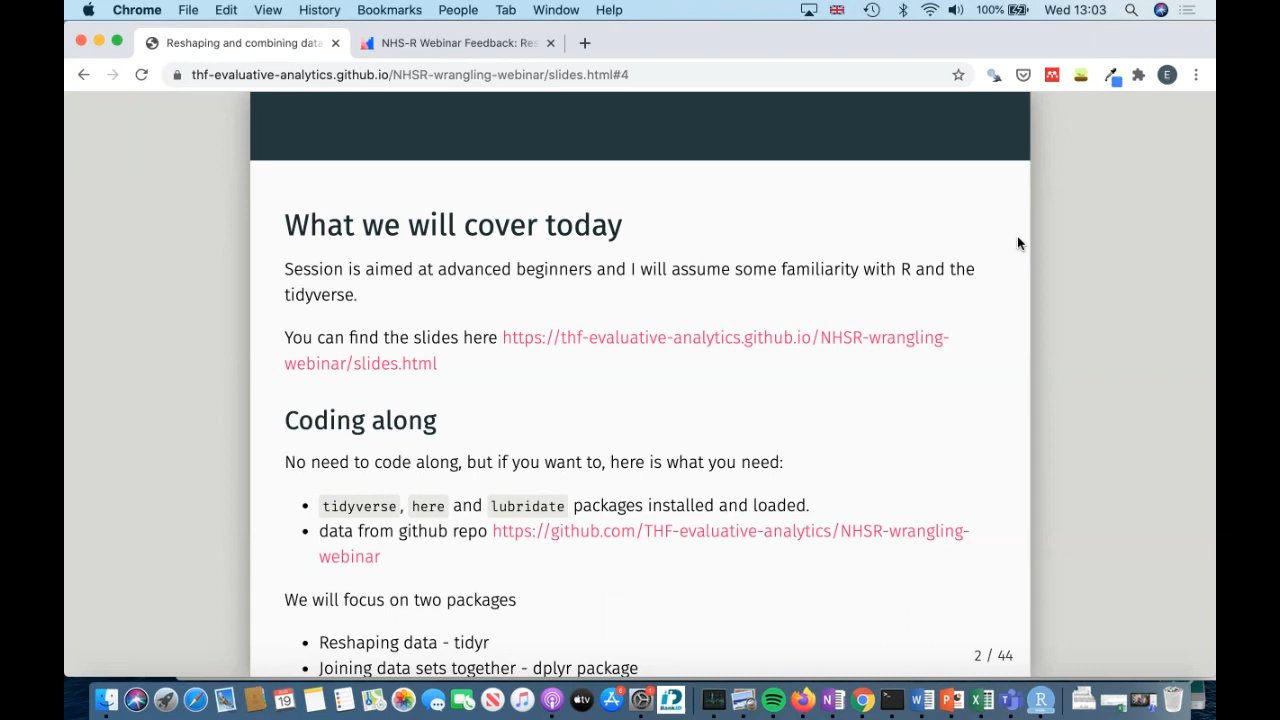 Chrome File Edit View History Bookmarks People Tab Window Help 100% Wed 13:03
Reshaping and combining data
NHS-R Webinar Feedback: Res
thf-evaluative-analytics.github.io/NHSR-wrangling-webinar/slides.html#4
E
What we will cover today
Session is aimed at advanced beginners and I will assume some familiarity with R and the
tidyverse.
You can find the slides here https://thf-evaluative-analytics.github.io/NHSR-wrangling-
webinar/slides.html
Coding along
No need to code along, but if you want to, here is what you need:
• tidyverse, here and lubridate packages installed and loaded.
• data from github repo https://github.com/THF-evaluative-analytics/NHSR-wrangling-
webinar
We will focus on two packages
• Reshaping data - tidyr
• Joining data sets together - dplyr package
2 / 44